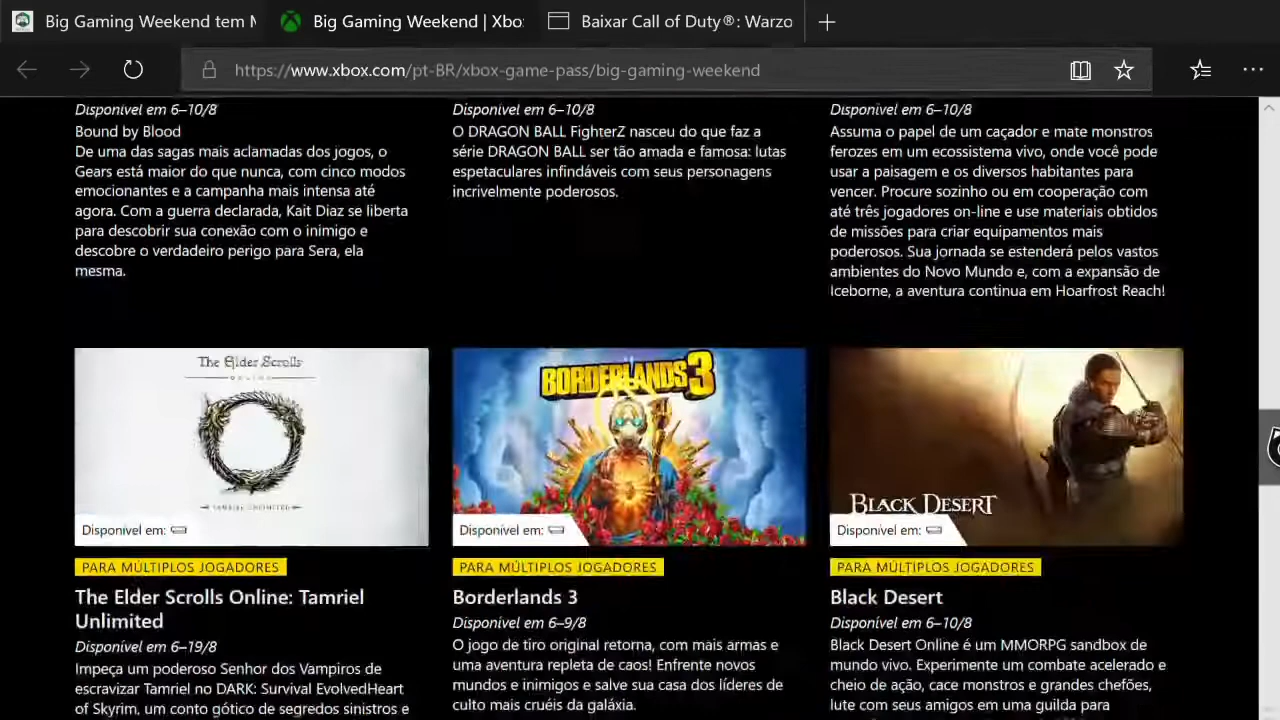 Big Gaming Weekend tem
Big Gaming Weekend | Xbo
Baixar Call of Duty®: Warzo
https://www.xbox.com/pt-BR/xbox-game-pass/big-gaming-weekend
Disponível em 6–10/8
Bound by Blood
De uma das sagas mais aclamadas dos jogos, o
Gears está maior do que nunca, com cinco modos
emocionantes e a campanha mais intensa até
agora. Com a guerra declarada, Kait Diaz se liberta
para descobrir sua conexão com o inimigo e
descobre o verdadeiro perigo para Sera, ela
mesma.
Disponível em 6–10/8
O DRAGON BALL FighterZ nasceu do que faz a
série DRAGON BALL ser tão amada e famosa: lutas
espetaculares infindáveis com seus personagens
incrivelmente poderosos.
Disponível em 6–10/8
Assuma o papel de um caçador e mate monstros
ferozes em um ecossistema vivo, onde você pode
usar a paisagem e os diversos habitantes para
vencer. Procure sozinho ou em cooperação com
até três jogadores on-line e use materiais obtidos
de missões para criar equipamentos mais
poderosos. Sua jornada se estenderá pelos vastos
ambientes do Novo Mundo e, com a expansão de
Iceborne, a aventura continua em Hoarfrost Reach!
The Elder Scrolls
ONLINE
TAMRIEL UNLIMITED
Disponível em:
PARA MÚLTIPLOS JOGADORES
The Elder Scrolls Online: Tamriel
Unlimited
Disponível em 6–19/8
Impeça um poderoso Senhor dos Vampiros de
escravizar Tamriel no DARK: Survival EvolvedHeart
of Skyrim, um conto gótico de segredos sinistros e
BORDERLANDS 3
Disponível em:
PARA MÚLTIPLOS JOGADORES
Borderlands 3
Disponível em 6–9/8
O jogo de tiro original retorna, com mais armas e
uma aventura repleta de caos! Enfrente novos
mundos e inimigos e salve sua casa dos líderes de
culto mais cruéis da galáxia.
BLACK DESERT
Disponível em:
PARA MÚLTIPLOS JOGADORES
Black Desert
Disponível em 6–10/8
Black Desert Online é um MMORPG sandbox de
mundo vivo. Experimente um combate acelerado e
cheio de ação, cace monstros e grandes chefões,
lute com seus amigos em uma guilda para